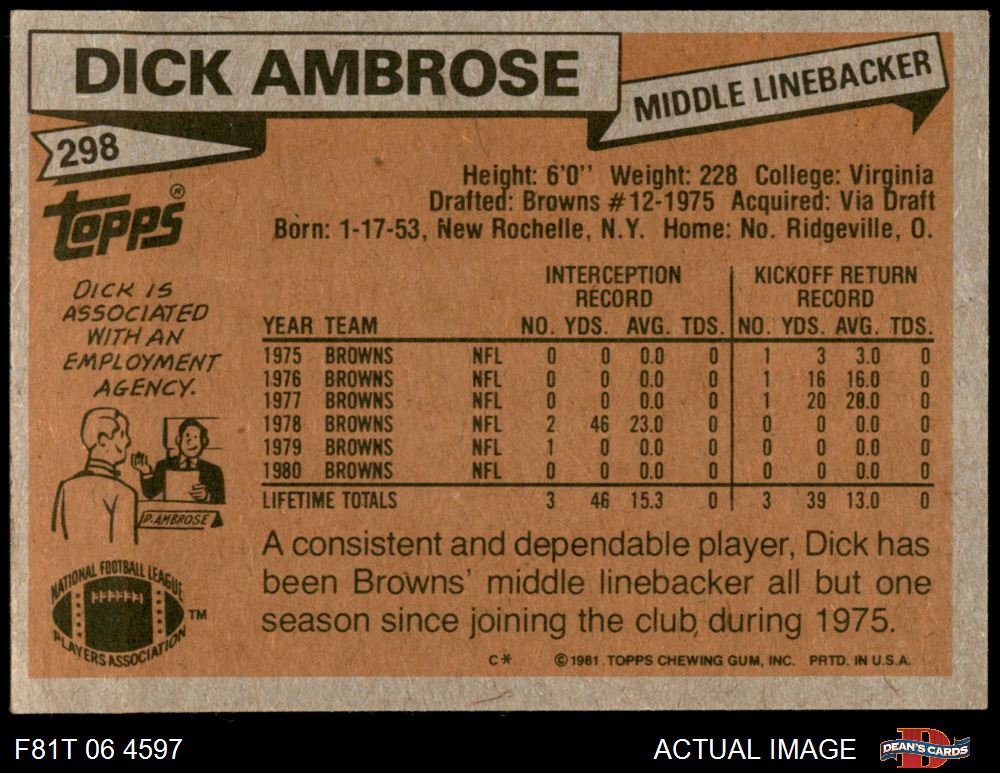 DICK AMBROSE
MIDDLE LINEBACKER
298
topps®
Height: 6'0'' Weight: 228 College: Virginia
Drafted: Browns #12-1975 Acquired: Via Draft
Born: 1-17-53, New Rochelle, N.Y. Home: No. Ridgeville, O.
DICK IS
ASSOCIATED
WITH AN
EMPLOYMENT
AGENCY.
P. AMBROSE
INTERCEPTION RECORD KICKOFF RETURN RECORD
YEAR TEAM NO. YDS. AVG. TDS. NO. YDS. AVG. TDS.
1975 BROWNS NFL 0 0 0.0 0 1 3 3.0 0
1976 BROWNS NFL 0 0 0.0 0 1 16 16.0 0
1977 BROWNS NFL 0 0 0.0 0 1 20 20.0 0
1978 BROWNS NFL 2 46 23.0 0 0 0 0.0 0
1979 BROWNS NFL 1 0 0.0 0 0 0 0.0 0
1980 BROWNS NFL 0 0 0.0 0 0 0 0.0 0
LIFETIME TOTALS 3 46 15.3 0 3 39 13.0 0
A consistent and dependable player, Dick has
been Browns' middle linebacker all but one
season since joining the club, during 1975.
NATIONAL FOOTBALL LEAGUE
PLAYERS ASSOCIATION
TM
C* ©1981 TOPPS CHEWING GUM, INC. PRTD. IN U.S.A.
F81T 06 4597
ACTUAL IMAGE
DEAN'S CARDS